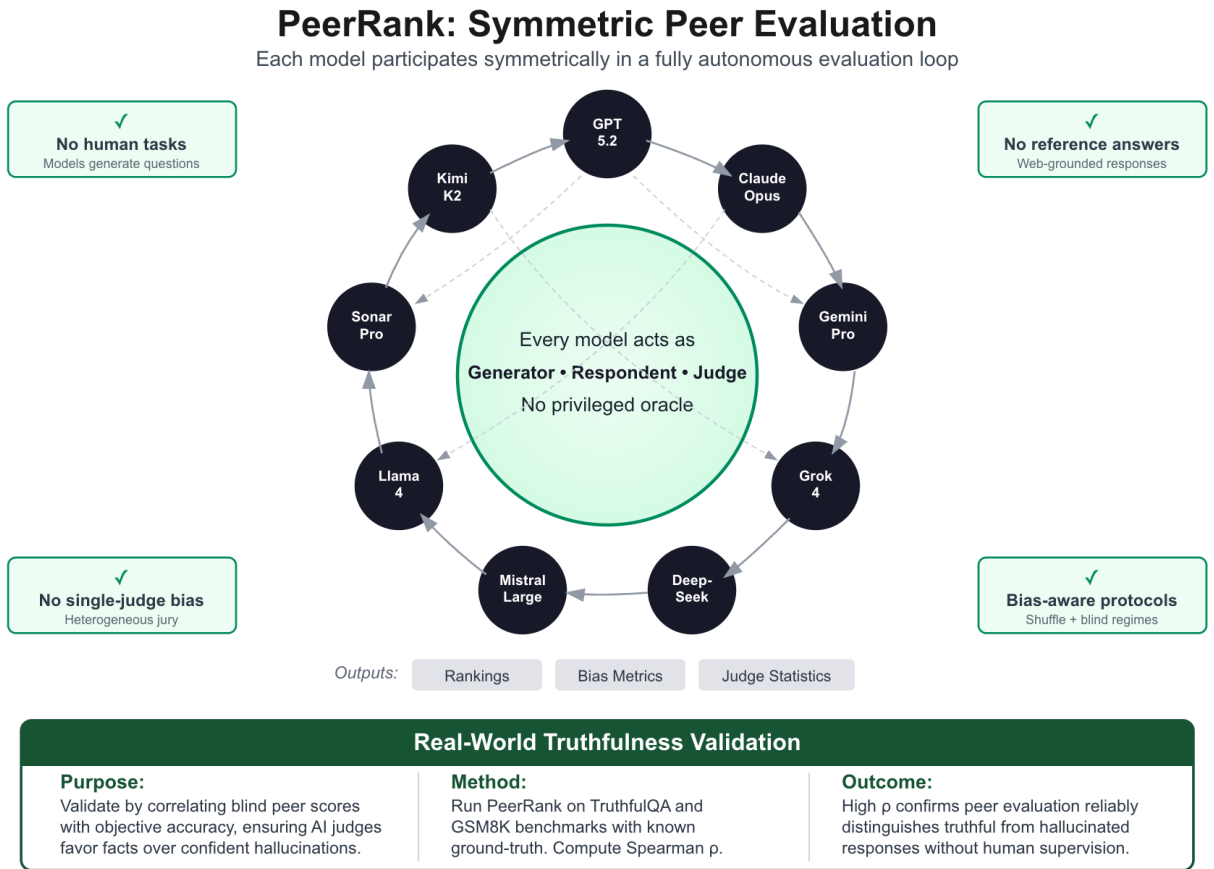 PeerRank: Symmetric Peer Evaluation
Each model participates symmetrically in a fully autonomous evaluation loop
✓
No human tasks
Models generate questions
✓
No reference answers
Web-grounded responses
GPT
5.2
Kimi
K2
Claude
Opus
Sonar
Pro
Gemini
Pro
Every model acts as
Generator • Respondent • Judge
No privileged oracle
Llama
4
Grok
4
Mistral
Large
Deep-
Seek
✓
No single-judge bias
Heterogeneous jury
✓
Bias-aware protocols
Shuffle + blind regimes
Outputs:
Rankings
Bias Metrics
Judge Statistics
Real-World Truthfulness Validation
Purpose:
Validate by correlating blind peer scores
with objective accuracy, ensuring AI judges
favor facts over confident hallucinations.
Method:
Run PeerRank on TruthfulQA and
GSM8K benchmarks with known
ground-truth. Compute Spearman ρ.
Outcome:
High ρ confirms peer evaluation reliably
distinguishes truthful from hallucinated
responses without human supervision.